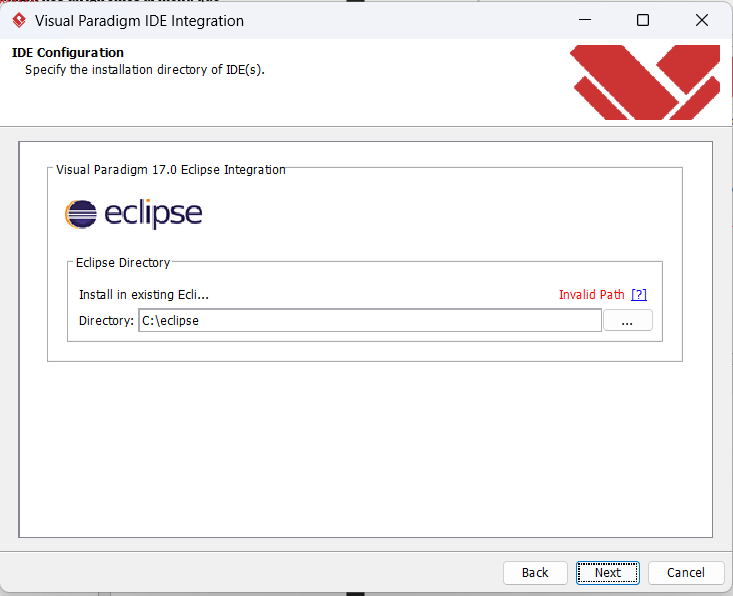 Visual Paradigm IDE Integration
IDE Configuration
Specify the installation directory of IDE(s).
Visual Paradigm 17.0 Eclipse Integration
eclipse
Eclipse Directory
Install in existing Ecli... Invalid Path [?]
Directory: C:\eclipse ...
Back Next Cancel